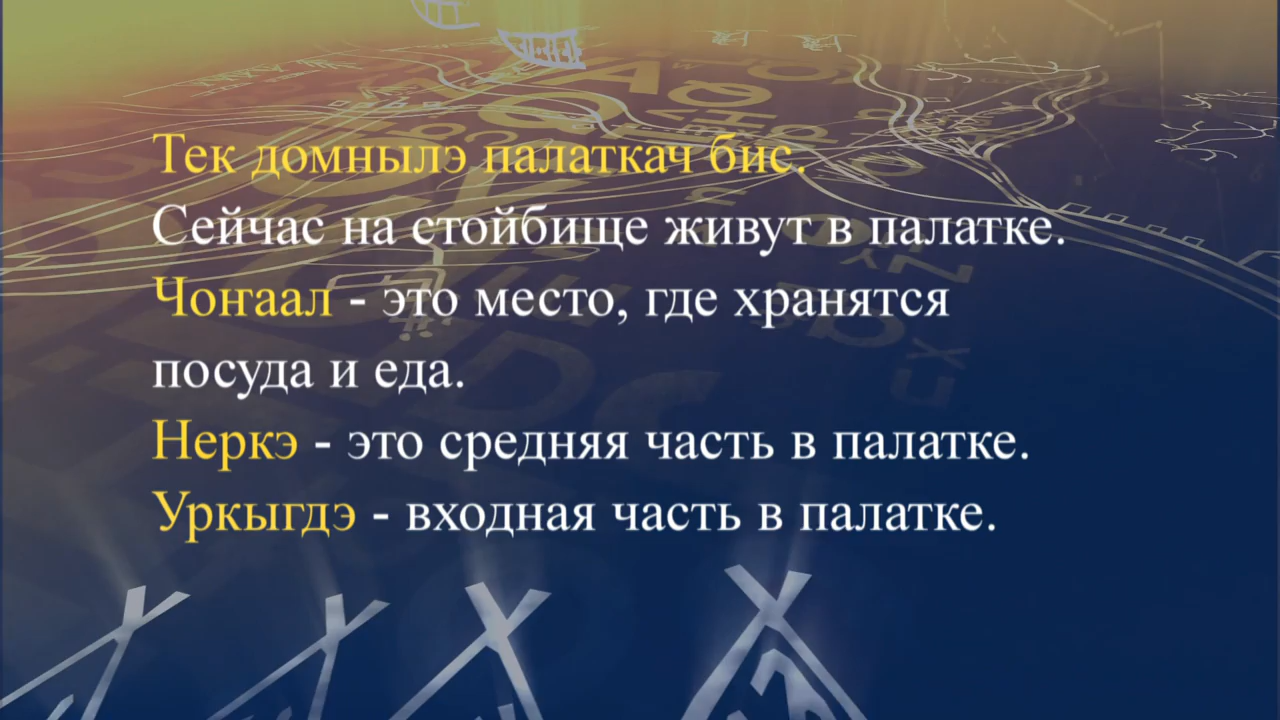 Тек домнылэ палаткач бис.
Сейчас на стойбище живут в палатке.
Чоҥаал - это место, где хранятся
посуда и еда.
Неркэ - это средняя часть в палатке.
Уркыгдэ - входная часть в палатке.